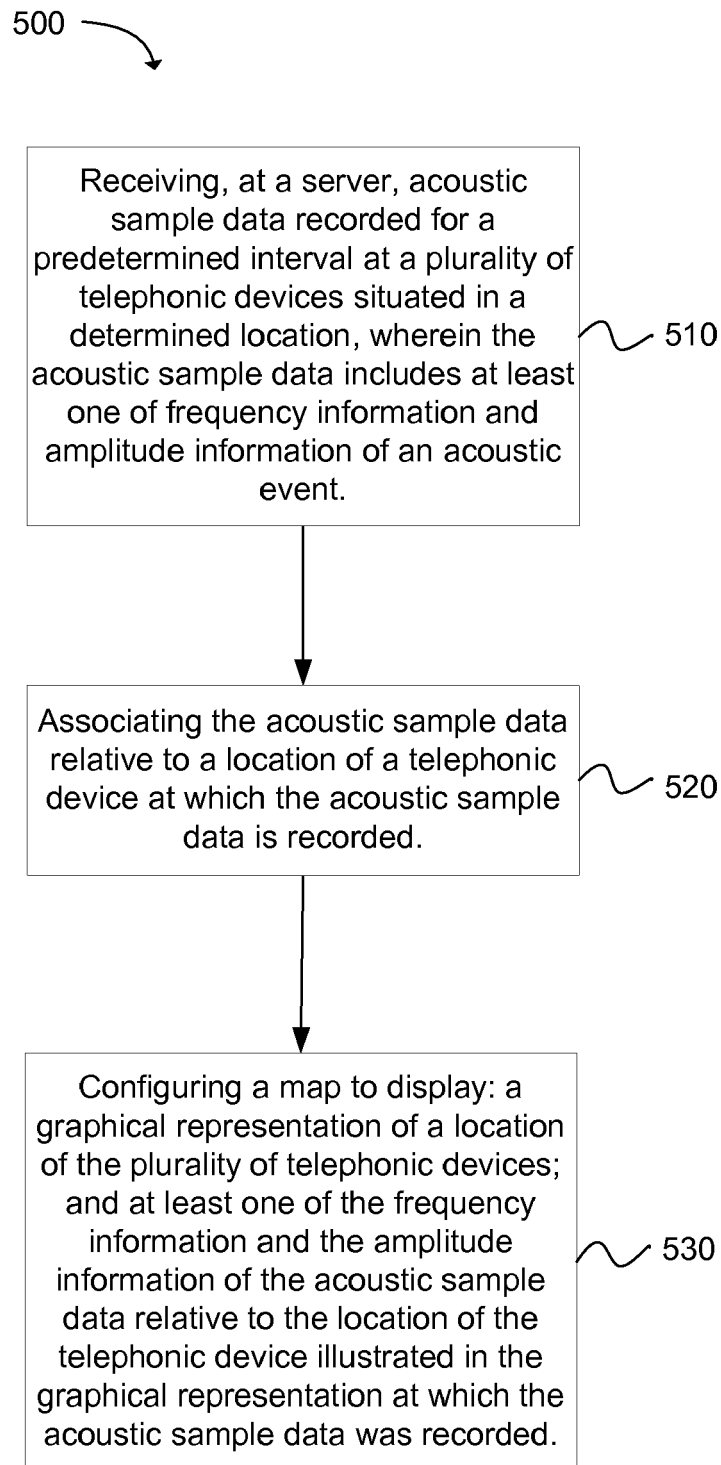 500
Receiving, at a server, acoustic
sample data recorded for a
predetermined interval at a plurality of
telephonic devices situated in a
determined location, wherein the
acoustic sample data includes at least
one of frequency information and
amplitude information of an acoustic
event.
510
Associating the acoustic sample data
relative to a location of a telephonic
device at which the acoustic sample
data is recorded.
520
Configuring a map to display: a
graphical representation of a location
of the plurality of telephonic devices;
and at least one of the frequency
information and the amplitude
information of the acoustic sample
data relative to the location of the
telephonic device illustrated in the
graphical representation at which the
acoustic sample data was recorded.
530